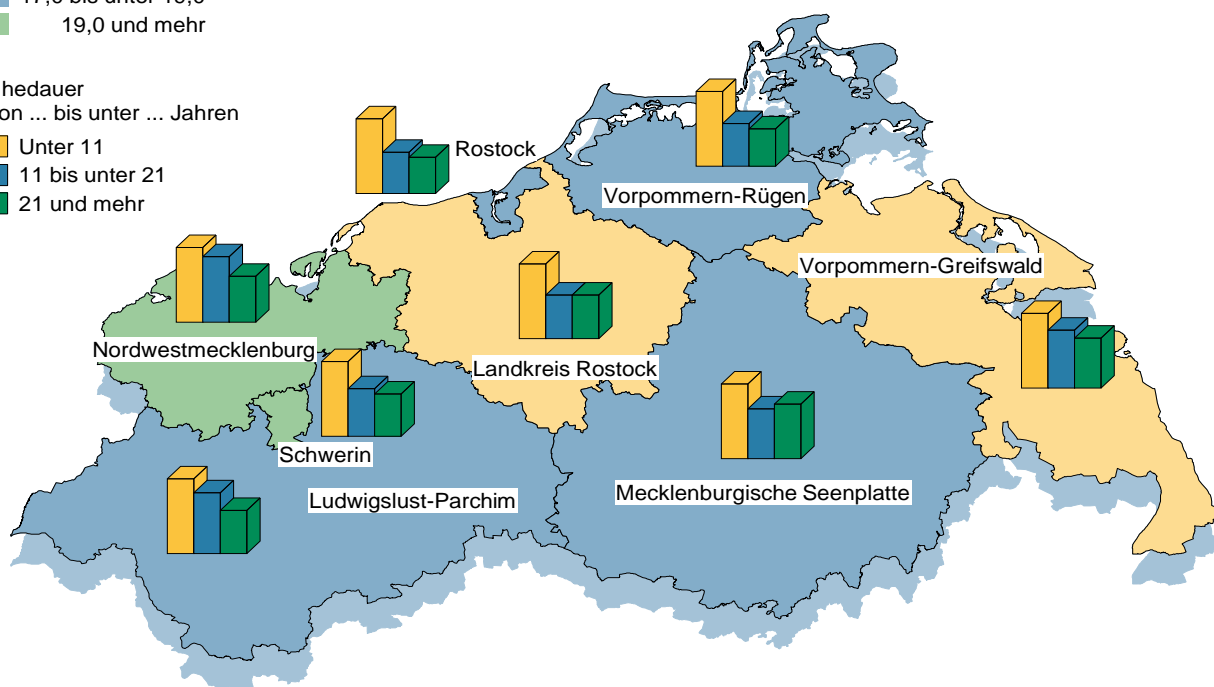 19,0 und mehr
hedauer
on ... bis unter ... Jahren
Unter 11
11 bis unter 21
21 und mehr
Rostock
Vorpommern-Rügen
Vorpommern-Greifswald
Nordwestmecklenburg
Landkreis Rostock
Schwerin
Mecklenburgische Seenplatte
Ludwigslust-Parchim